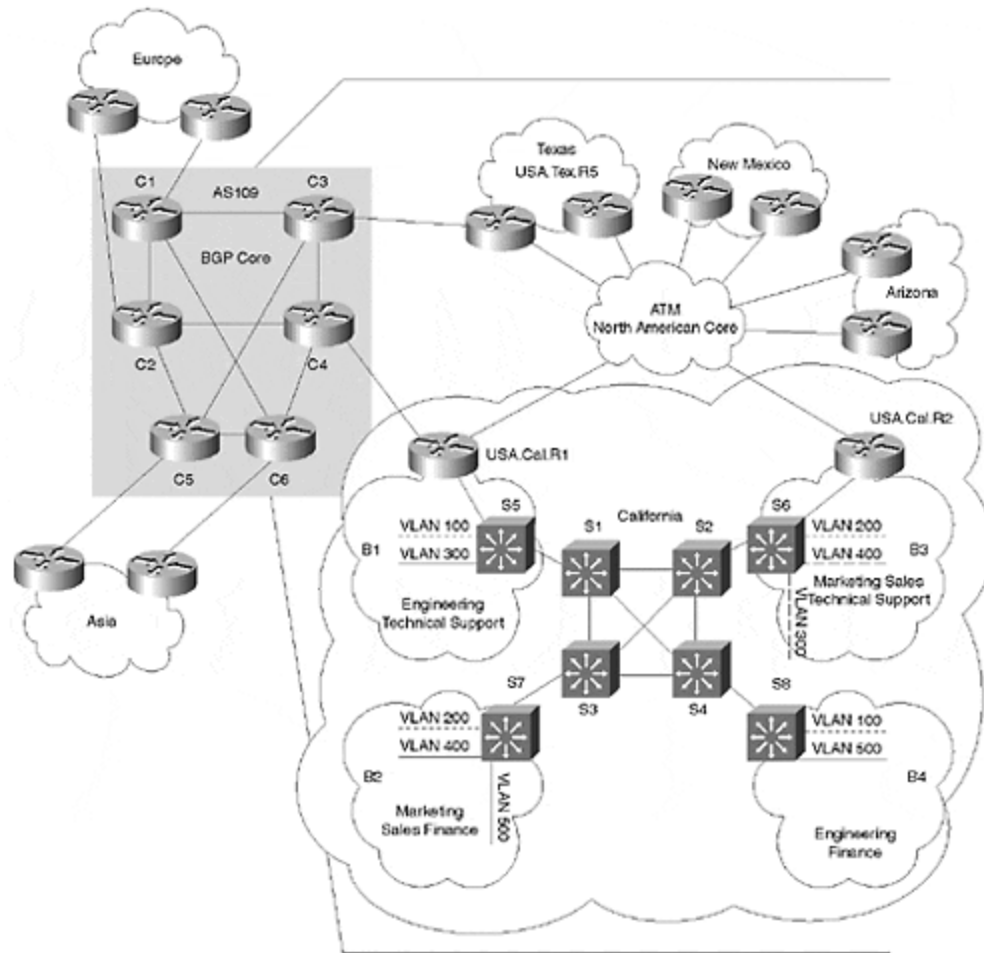 Europe
C1
AS109
C3
BGP Core
C2
C4
C5
C6
Asia
Texas
USA.Tex.R5
New Mexico
Arizona
ATM
North American Core
USA.Cal.R1
USA.Cal.R2
California
S5
S1
S2
S6
VLAN 100
VLAN 300
B1
Engineering
Technical Support
VLAN 200
VLAN 400
B3
Marketing Sales
Technical Support
VLAN 300
S7
S3
S4
S8
VLAN 200
VLAN 400
B2
VLAN 500
Marketing
Sales Finance
VLAN 100
VLAN 500
B4
Engineering
Finance